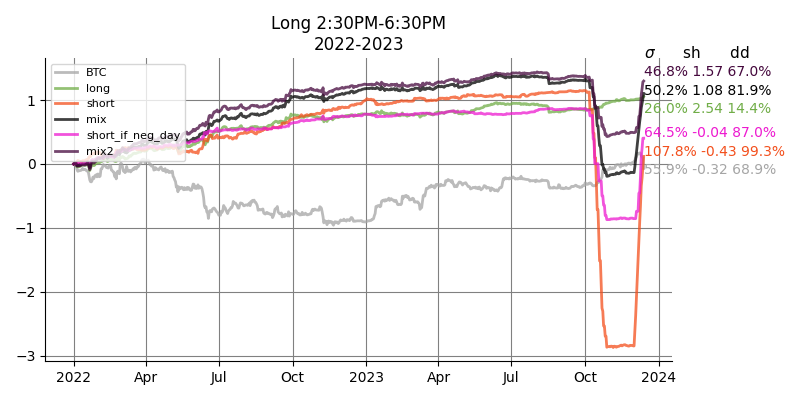 Long 2:30PM-6:30PM
2022-2023
σ sh dd
46.8% 1.57 67.0%
50.2% 1.08 81.9%
26.0% 2.54 14.4%
64.5% -0.04 87.0%
107.8% -0.43 99.3%
55.9% -0.32 68.9%
BTC
long
short
mix
short_if_neg_day
mix2
1
0
−1
−2
−3
2022 Apr Jul Oct 2023 Apr Jul Oct 2024